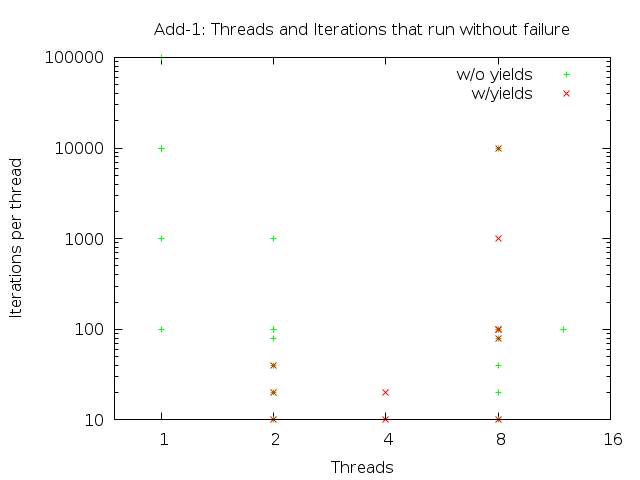 Add-1: Threads and Iterations that run without failure
100000
w/o yields
w/yields
10000
1000
100
10
Iterations per thread
1 2 4 8 16
Threads